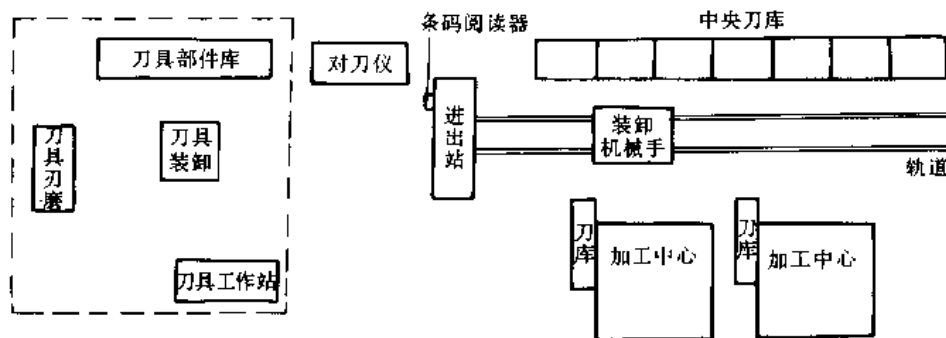 条码阅读器
中央刀库
刀具部件库
对刀仪
进出站
装卸
机械手
刀具刃磨
刀具
装卸
轨道
刀库
加工中心
刀库
加工中心
刀具工作站